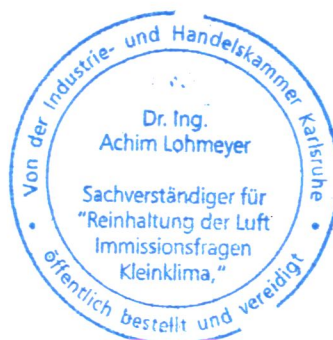 Von der Industrie- und Handelskammer Karlsruhe
Dr. Ing.
Achim Lohmeyer
Sachverständiger für
"Reinhaltung der Luft
Immissionsfragen
Kleinklima,"
• öffentlich bestellt und vereidigt •